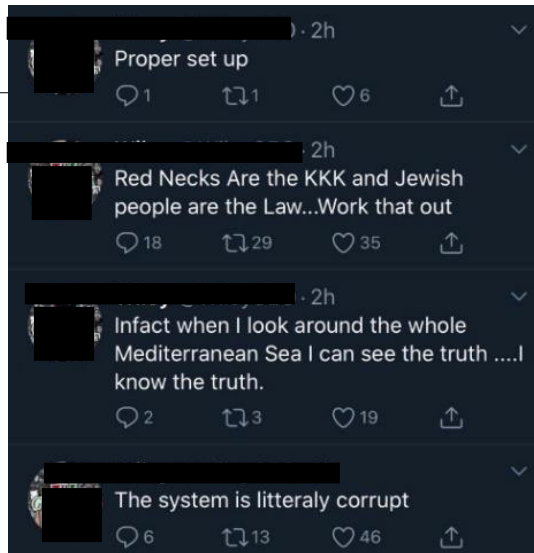 · 2h
Proper set up
1 1 6
· 2h
Red Necks Are the KKK and Jewish
people are the Law...Work that out
18 29 35
· 2h
Infact when I look around the whole
Mediterranean Sea I can see the truth ....I
know the truth.
2 3 19
The system is litteraly corrupt
6 13 46